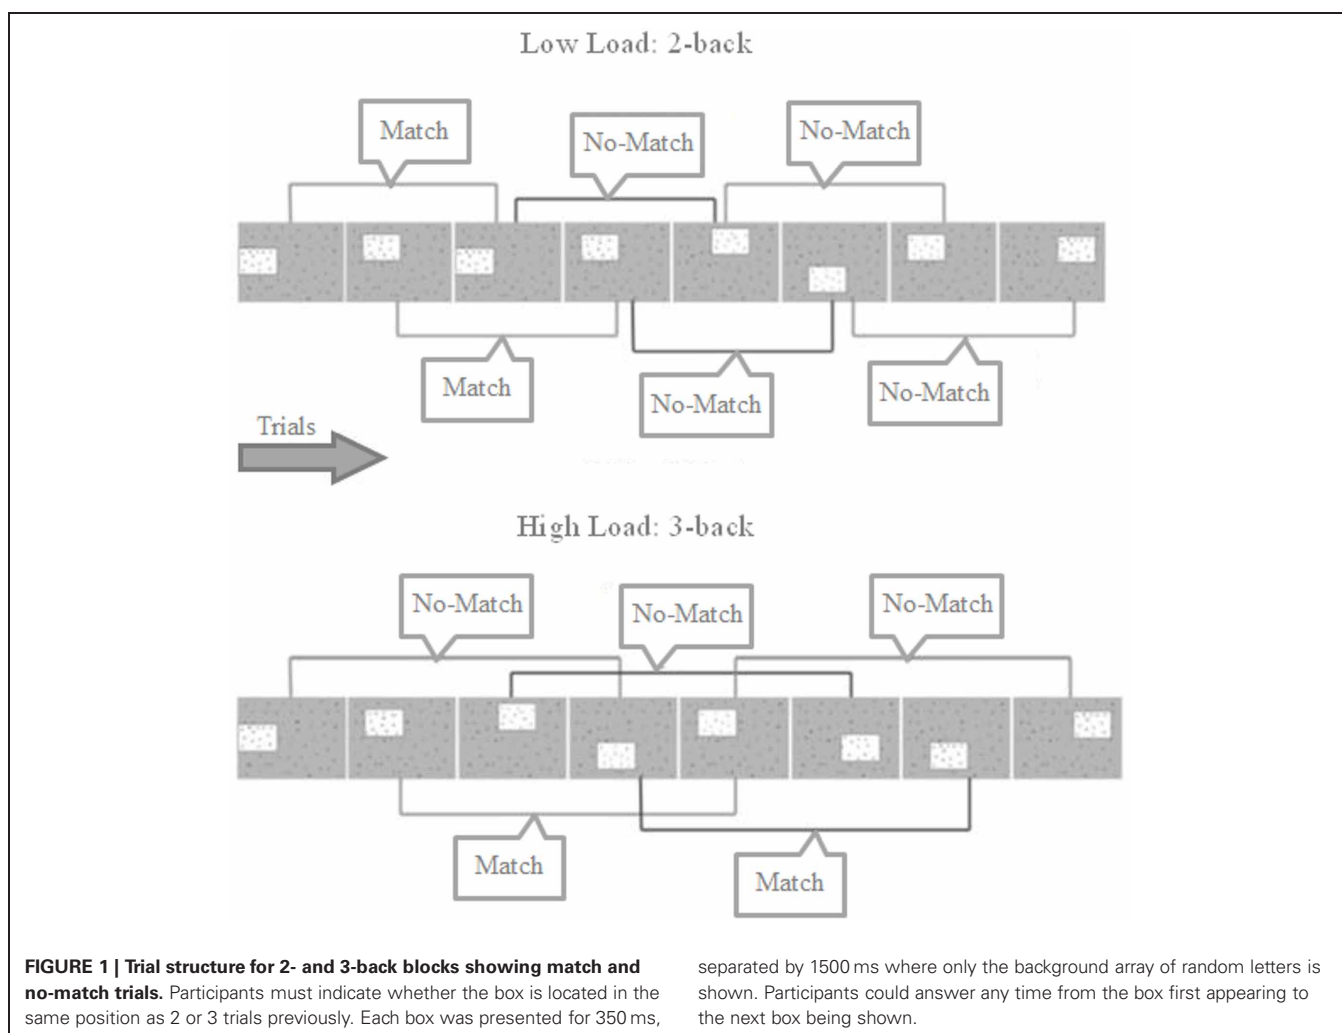 Low Load: 2-back
Match
No-Match
No-Match
Match
No-Match
No-Match
Trials
High Load: 3-back
No-Match
No-Match
No-Match
Match
Match
FIGURE 1 | Trial structure for 2- and 3-back blocks showing match and
no-match trials. Participants must indicate whether the box is located in the
same position as 2 or 3 trials previously. Each box was presented for 350 ms,
separated by 1500 ms where only the background array of random letters is
shown. Participants could answer any time from the box first appearing to
the next box being shown.